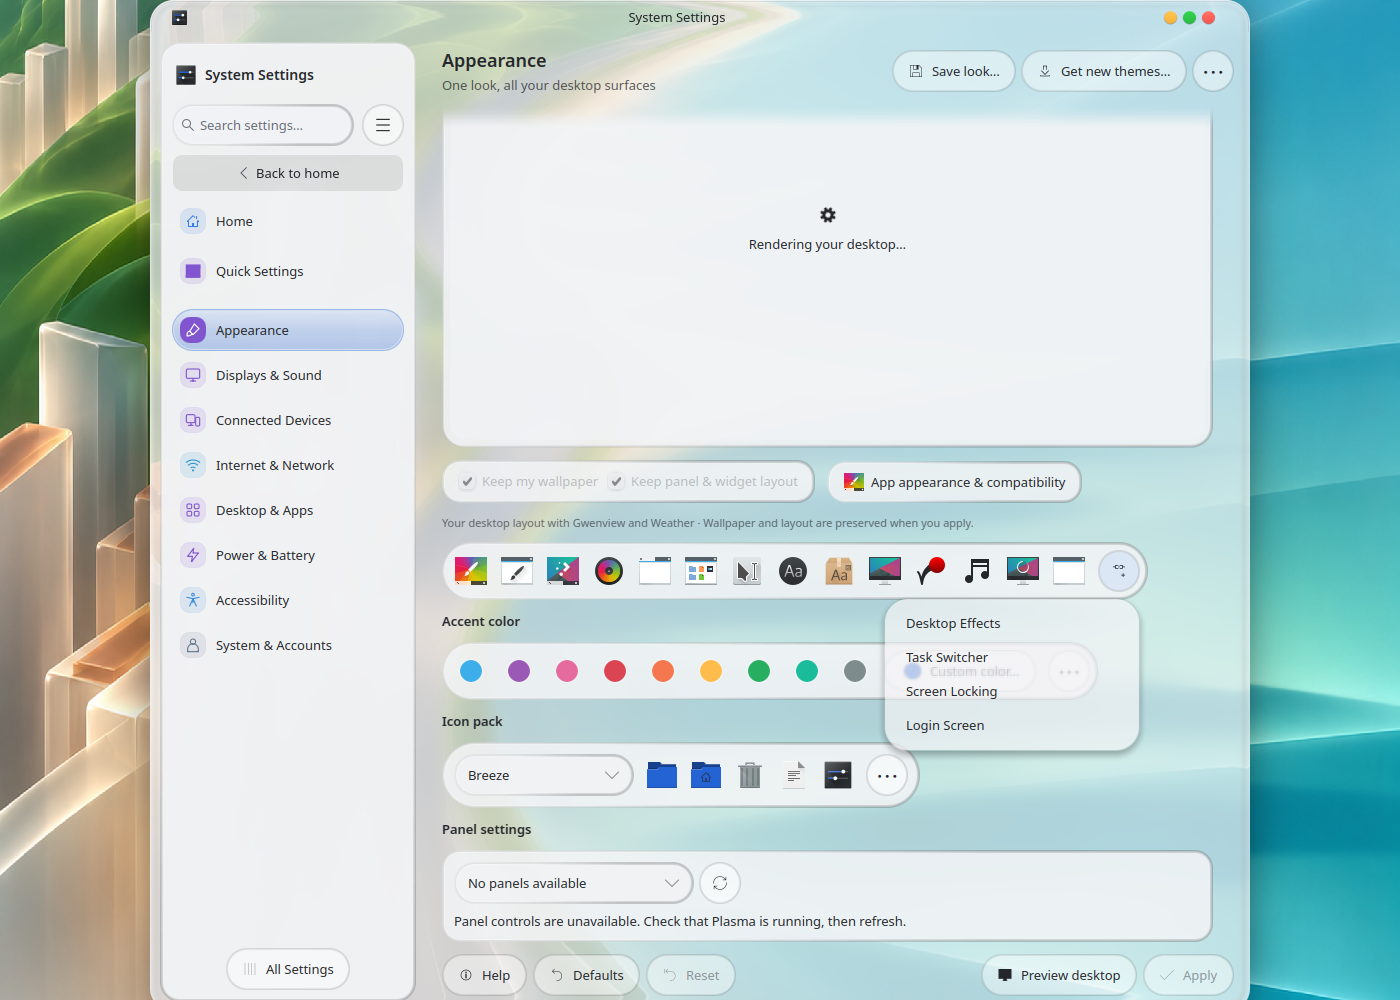 System Settings
System Settings
Search settings...
Back to home
Home
Quick Settings
Appearance
Displays & Sound
Connected Devices
Internet & Network
Desktop & Apps
Power & Battery
Accessibility
System & Accounts
All Settings
Appearance
One look, all your desktop surfaces
Save look...
Get new themes...
Rendering your desktop...
Keep my wallpaper
Keep panel & widget layout
App appearance & compatibility
Your desktop layout with Gwenview and Weather · Wallpaper and layout are preserved when you apply.
Aa
Aa
Accent color
Custom color...
Desktop Effects
Task Switcher
Screen Locking
Login Screen
Icon pack
Breeze
Panel settings
No panels available
Panel controls are unavailable. Check that Plasma is running, then refresh.
Help
Defaults
Reset
Preview desktop
Apply